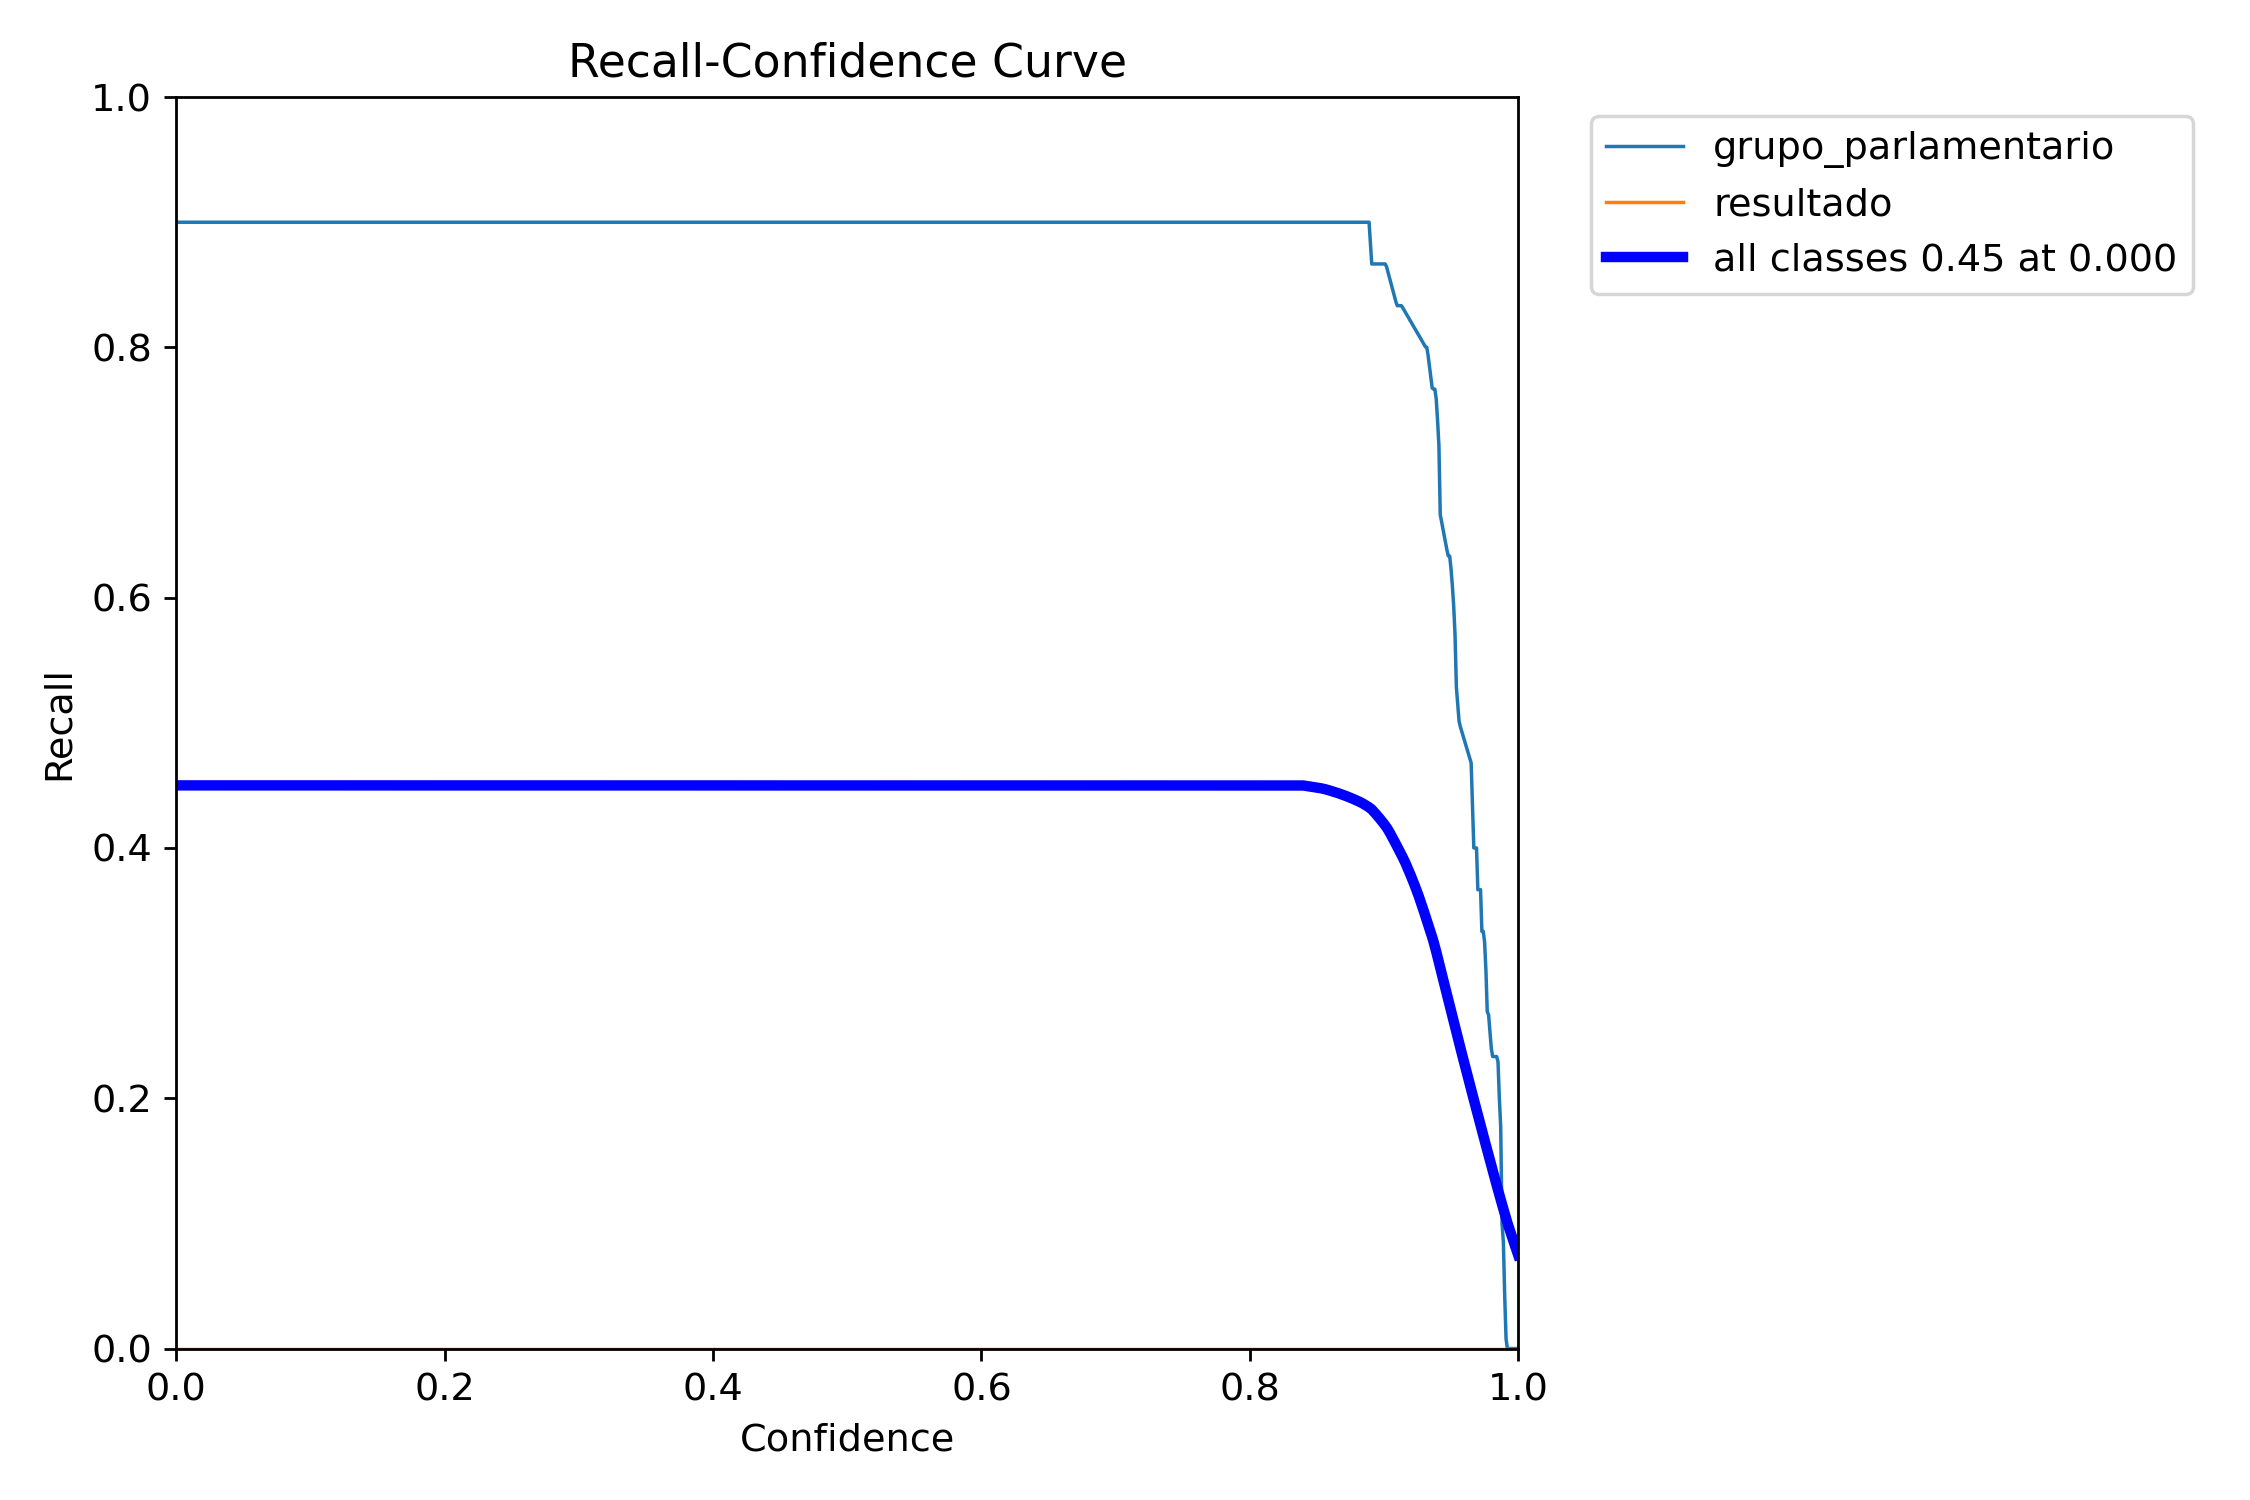 Recall-Confidence Curve
1.0
0.8
0.6
0.4
0.2
0.0
Recall
0.0 0.2 0.4 0.6 0.8 1.0
Confidence
grupo_parlamentario
resultado
all classes 0.45 at 0.000